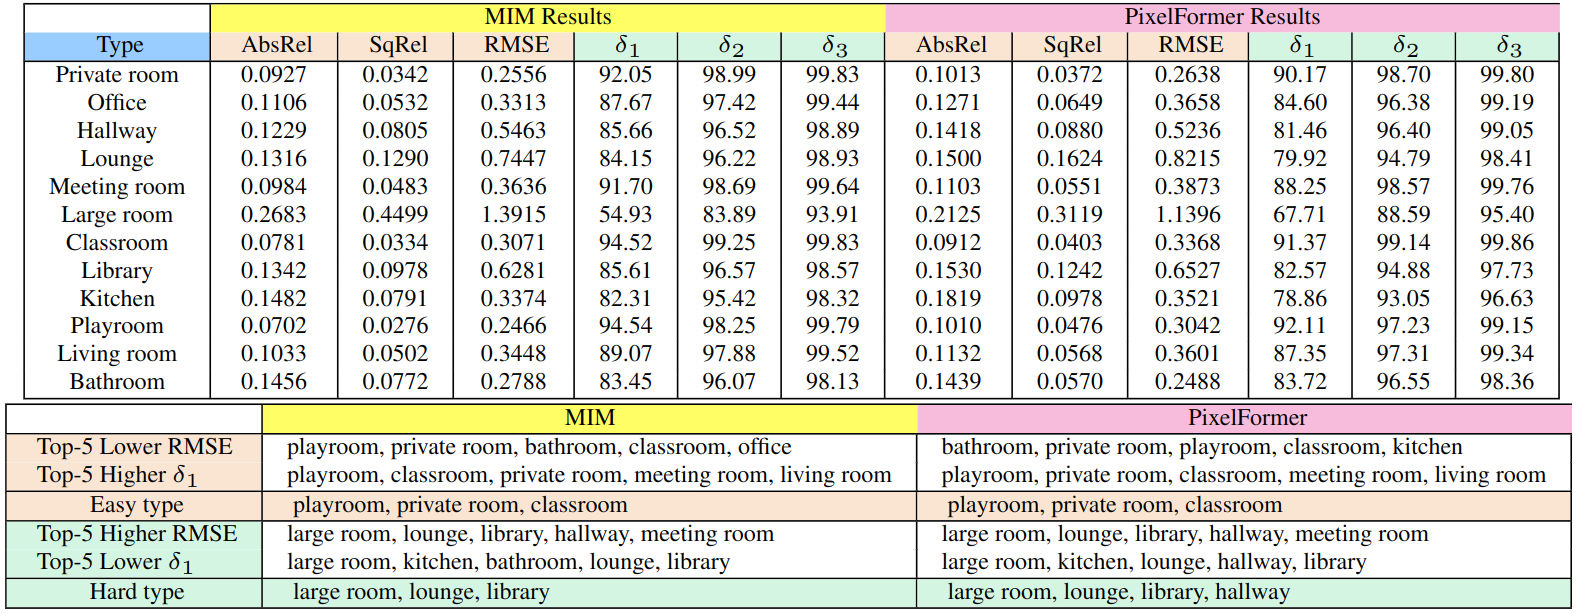 MIM Results PixelFormer Results
Type AbsRel SqRel RMSE δ1 δ2 δ3 AbsRel SqRel RMSE δ1 δ2 δ3
Private room 0.0927 0.0342 0.2556 92.05 98.99 99.83 0.1013 0.0372 0.2638 90.17 98.70 99.80
Office 0.1106 0.0532 0.3313 87.67 97.42 99.44 0.1271 0.0649 0.3658 84.60 96.38 99.19
Hallway 0.1229 0.0805 0.5463 85.66 96.52 98.89 0.1418 0.0880 0.5236 81.46 96.40 99.05
Lounge 0.1316 0.1290 0.7447 84.15 96.22 98.93 0.1500 0.1624 0.8215 79.92 94.79 98.41
Meeting room 0.0984 0.0483 0.3636 91.70 98.69 99.64 0.1103 0.0551 0.3873 88.25 98.57 99.76
Large room 0.2683 0.4499 1.3915 54.93 83.89 93.91 0.2125 0.3119 1.1396 67.71 88.59 95.40
Classroom 0.0781 0.0334 0.3071 94.52 99.25 99.83 0.0912 0.0403 0.3368 91.37 99.14 99.86
Library 0.1342 0.0978 0.6281 85.61 96.57 98.57 0.1530 0.1242 0.6527 82.57 94.88 97.73
Kitchen 0.1482 0.0791 0.3374 82.31 95.42 98.32 0.1819 0.0978 0.3521 78.86 93.05 96.63
Playroom 0.0702 0.0276 0.2466 94.54 98.25 99.79 0.1010 0.0476 0.3042 92.11 97.23 99.15
Living room 0.1033 0.0502 0.3448 89.07 97.88 99.52 0.1132 0.0568 0.3601 87.35 97.31 99.34
Bathroom 0.1456 0.0772 0.2788 83.45 96.07 98.13 0.1439 0.0570 0.2488 83.72 96.55 98.36
MIM PixelFormer
Top-5 Lower RMSE playroom, private room, bathroom, classroom, office bathroom, private room, playroom, classroom, kitchen
Top-5 Higher δ1 playroom, classroom, private room, meeting room, living room playroom, private room, classroom, meeting room, living room
Easy type playroom, private room, classroom playroom, private room, classroom
Top-5 Higher RMSE large room, lounge, library, hallway, meeting room large room, lounge, library, hallway, meeting room
Top-5 Lower δ1 large room, kitchen, bathroom, lounge, library large room, kitchen, lounge, hallway, library
Hard type large room, lounge, library large room, lounge, library, hallway